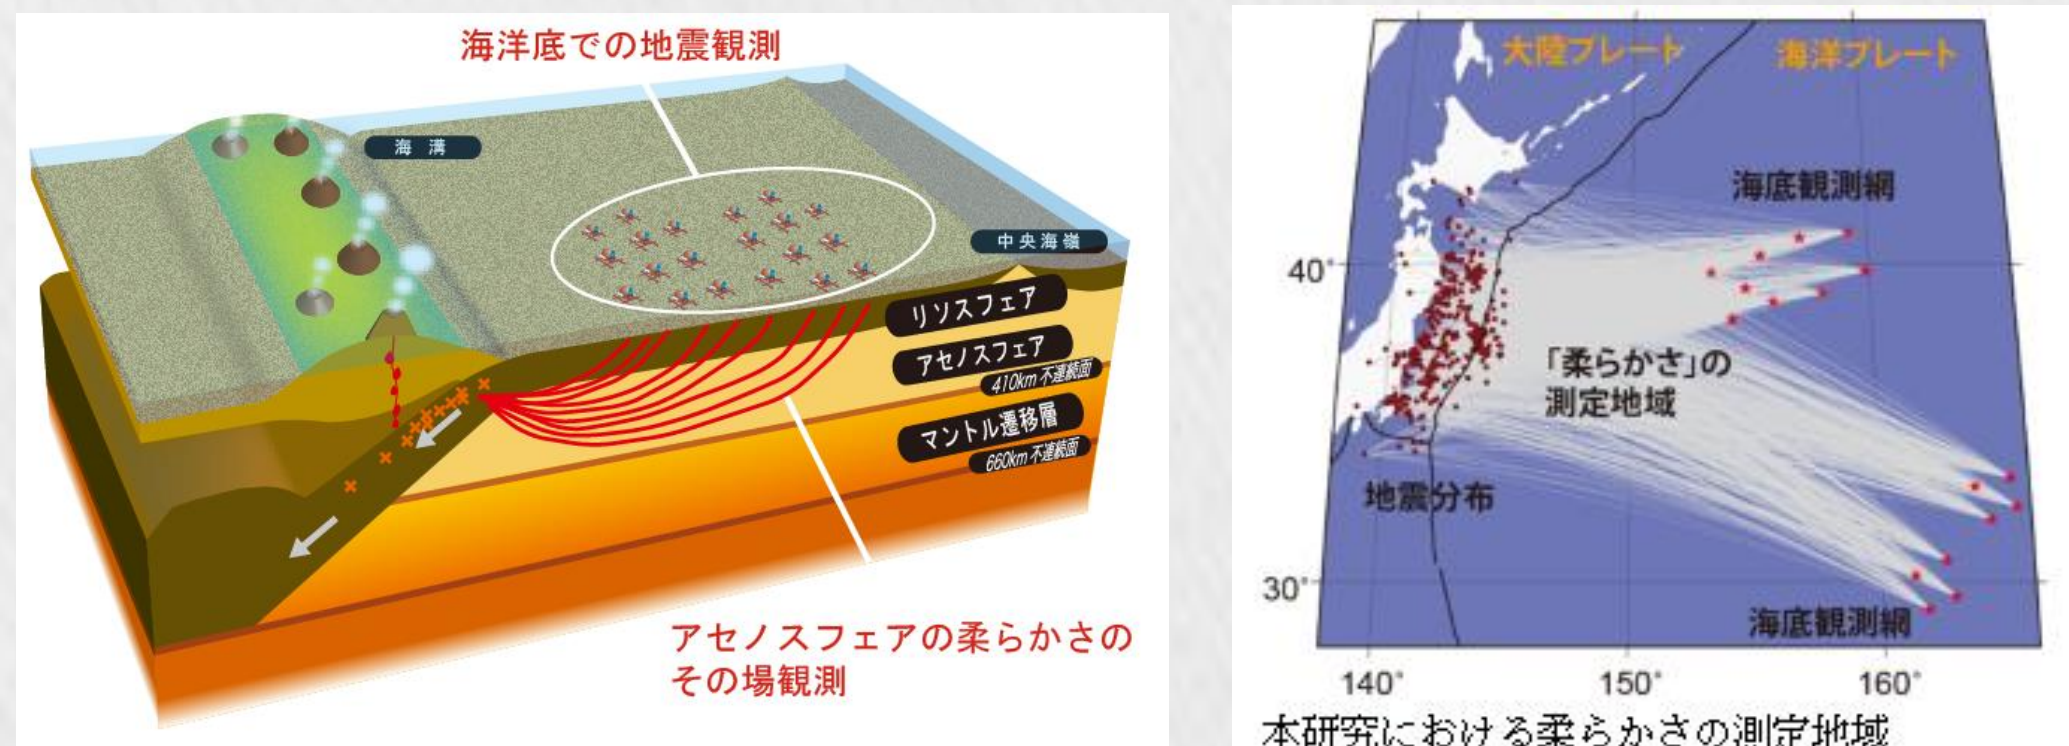 海洋底での地震観測
海溝
中央海嶺
リソスフェア
アセノスフェア
410km 不連続面
マントル遷移層
660km 不連続面
アセノスフェアの柔らかさの
その場観測
大陸プレート
海洋プレート
海底観測網
40°
「柔らかさ」の
測定地域
地震分布
30°
海底観測網
140°
150°
160°
本研究における柔らかさの測定地域